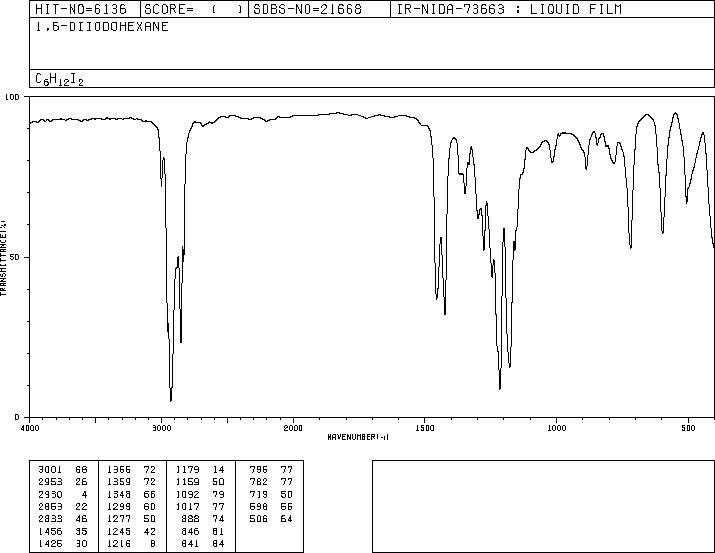 HIT-NO=6136 SCORE= ( ) SDBS-NO=21668 IR-NIDA-73663 : LIQUID FILM
1,6-DIIODOHEXANE
C6H12I2
100
TRANSMITTANCE(%)
50
0
4000 3000 2000 1500 1000 500
WAVENUMBER(-1)
3001 68 1366 72 1179 14 796 77
2953 26 1359 72 1159 50 782 77
2930 4 1348 66 1092 79 719 50
2859 22 1299 60 1017 77 598 55
2833 46 1277 50 888 74 506 64
1456 35 1245 42 846 81
1425 30 1216 8 841 84